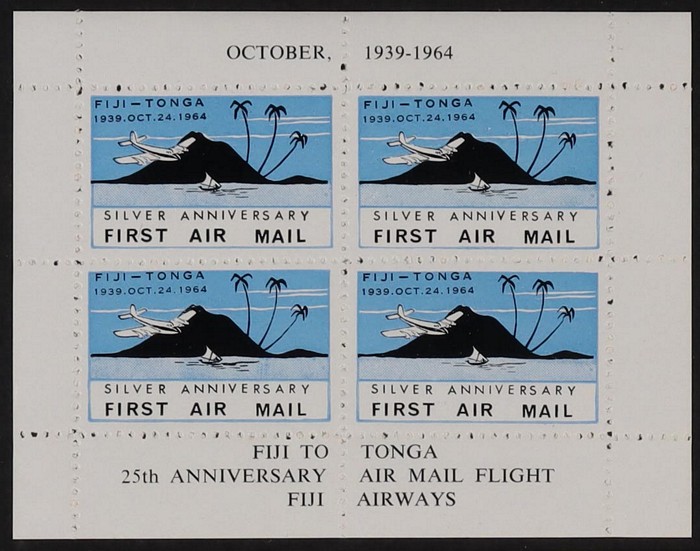 OCTOBER, 1939-1964
FIJI – TONGA
1939.OCT.24.1964
SILVER ANNIVERSARY
FIRST AIR MAIL
FIJI – TONGA
1939.OCT.24.1964
SILVER ANNIVERSARY
FIRST AIR MAIL
FIJI – TONGA
1939.OCT.24.1964
SILVER ANNIVERSARY
FIRST AIR MAIL
FIJI – TONGA
1939.OCT.24.1964
SILVER ANNIVERSARY
FIRST AIR MAIL
FIJI TO TONGA
25th ANNIVERSARY AIR MAIL FLIGHT
FIJI AIRWAYS